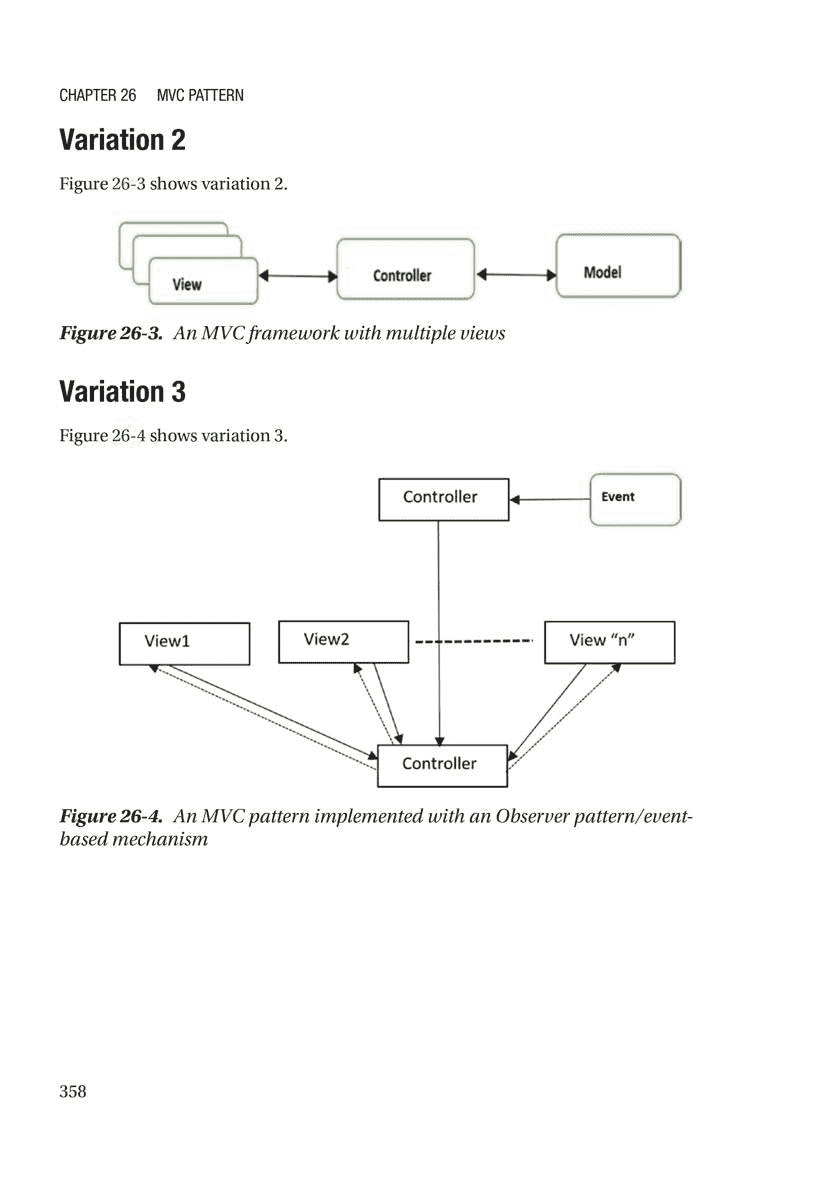 CHAPTER 26 MVC PATTERN
Variation 2
Figure 26-3 shows variation 2.
View
Controller
Model
Figure 26-3. An MVC framework with multiple views
Variation 3
Figure 26-4 shows variation 3.
Controller
Event
View1
View2
View “n”
Controller
Figure 26-4. An MVC pattern implemented with an Observer pattern/event-
based mechanism
358